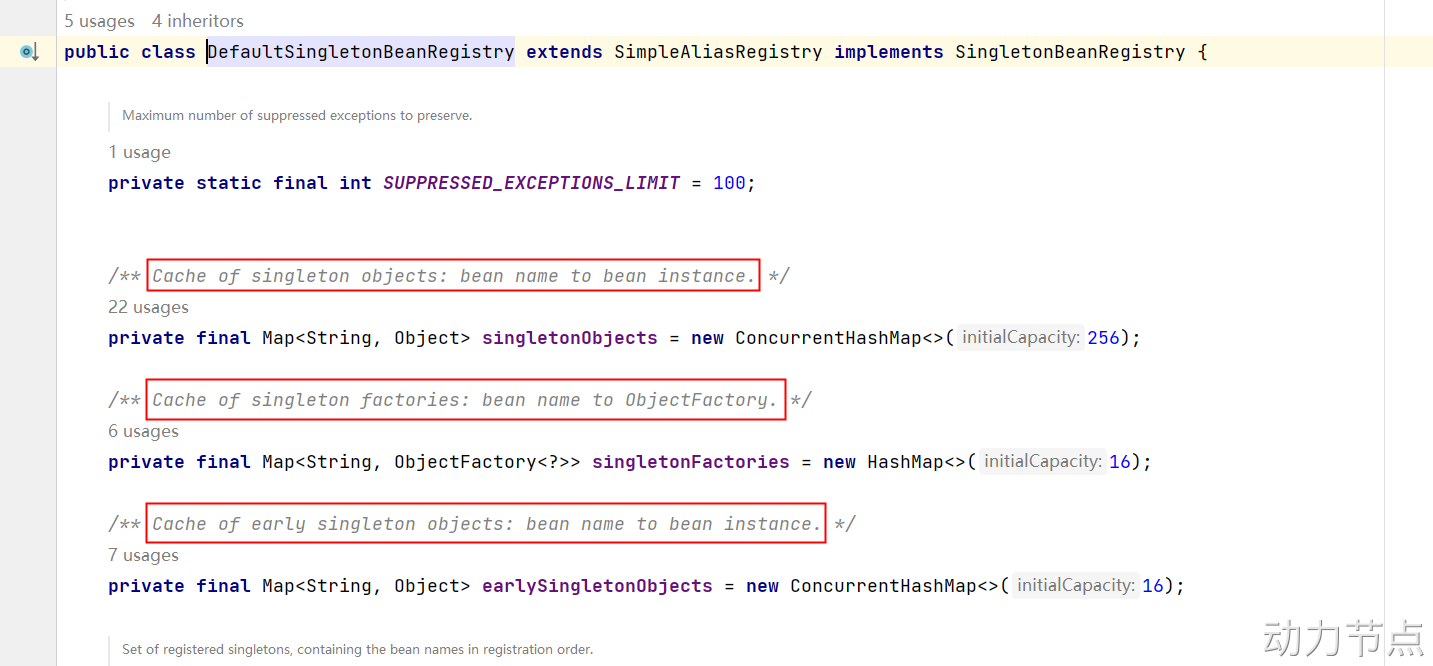 5 usages 4 inheritors
public class DefaultSingletonBeanRegistry extends SimpleAliasRegistry implements SingletonBeanRegistry {
Maximum number of suppressed exceptions to preserve.
1 usage
private static final int SUPPRESSED_EXCEPTIONS_LIMIT = 100;
/** Cache of singleton objects: bean name to bean instance. */
22 usages
private final Map<String, Object> singletonObjects = new ConcurrentHashMap<>( initialCapacity: 256);
/** Cache of singleton factories: bean name to ObjectFactory. */
6 usages
private final Map<String, ObjectFactory<?>> singletonFactories = new HashMap<>( initialCapacity: 16);
/** Cache of early singleton objects: bean name to bean instance. */
7 usages
private final Map<String, Object> earlySingletonObjects = new ConcurrentHashMap<>( initialCapacity: 16);
Set of registered singletons, containing the bean names in registration order.
动力节点